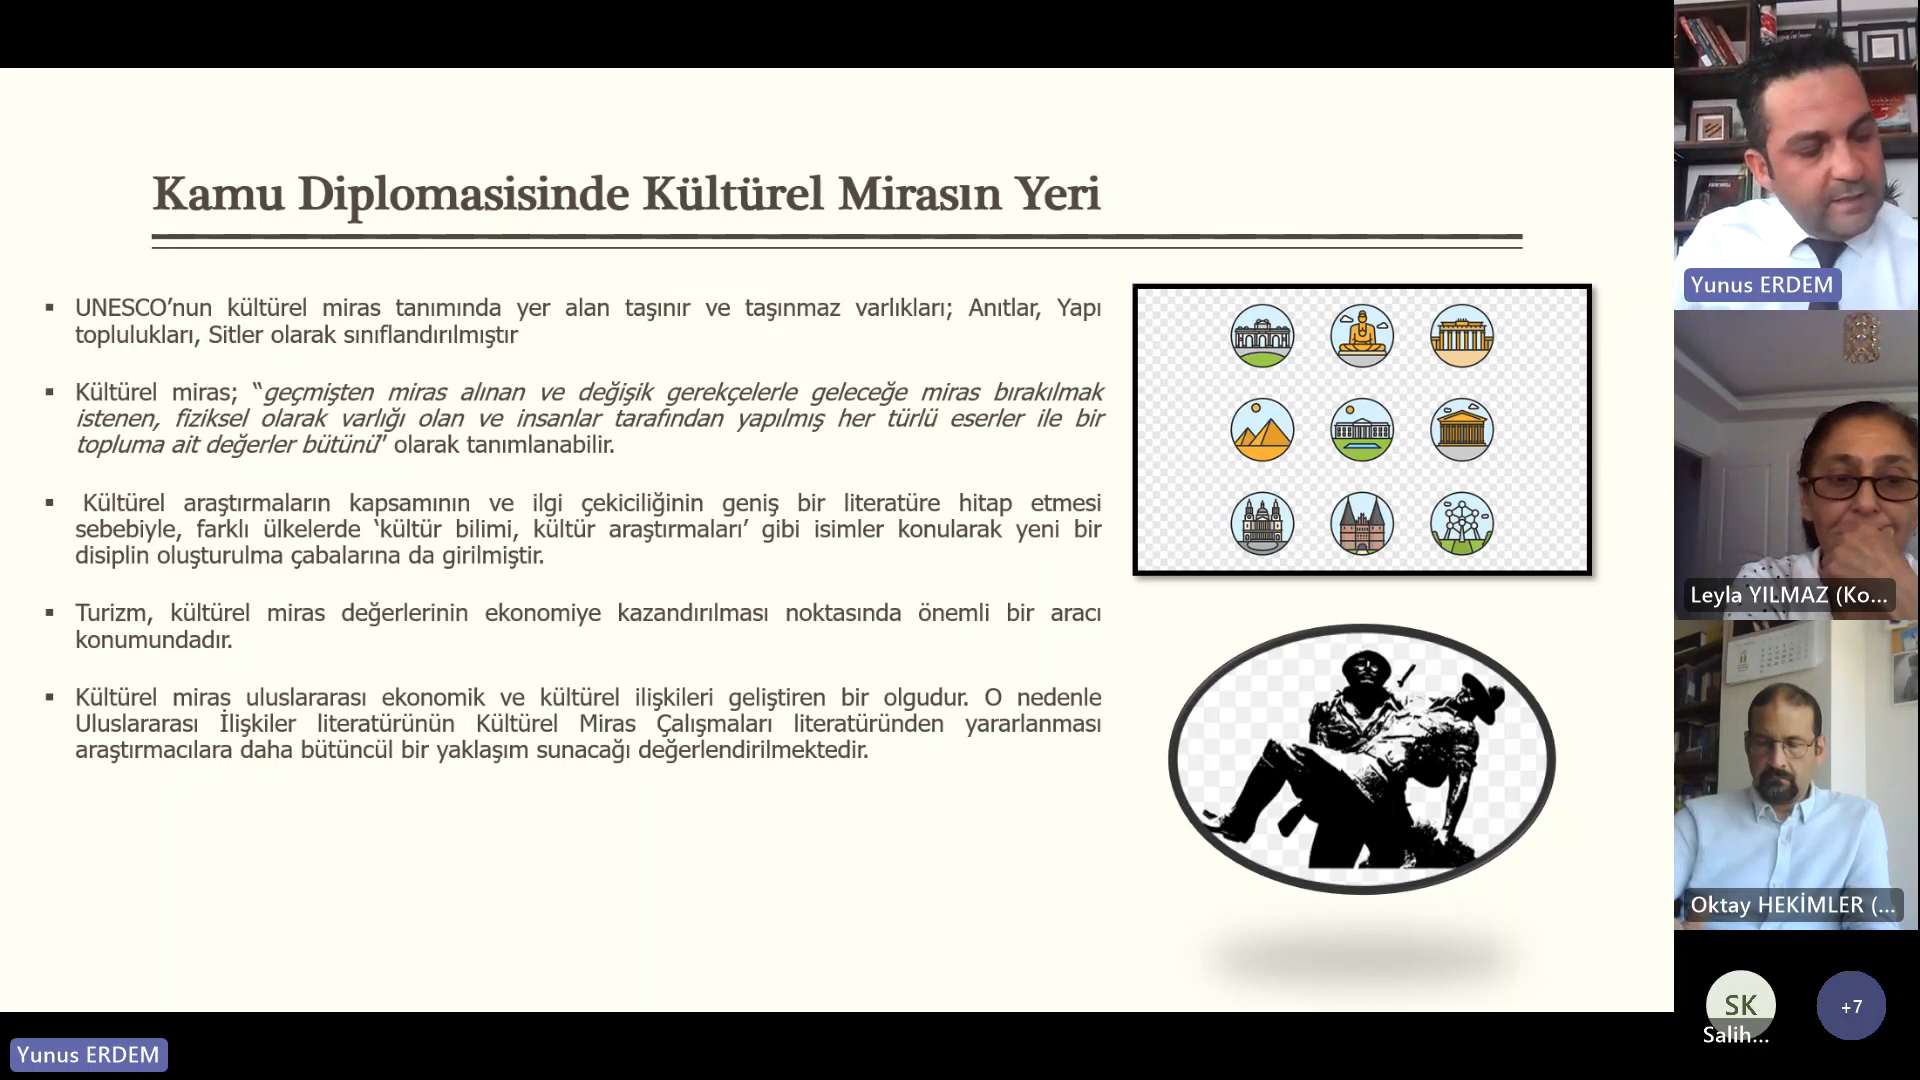 Kamu Diplomasisinde Kültürel Mirasın Yeri
▪ UNESCO’nun kültürel miras tanımında yer alan taşınır ve taşınmaz varlıkları; Anıtlar, Yapı
toplulukları, Sitler olarak sınıflandırılmıştır
▪ Kültürel miras; “geçmişten miras alınan ve değişik gerekçelerle geleceğe miras bırakılmak
istenen, fiziksel olarak varlığı olan ve insanlar tarafından yapılmış her türlü eserler ile bir
topluma ait değerler bütünü” olarak tanımlanabilir.
▪ Kültürel araştırmaların kapsamının ve ilgi çekiciliğinin geniş bir literatüre hitap etmesi
sebebiyle, farklı ülkelerde ‘kültür bilimi, kültür araştırmaları’ gibi isimler konularak yeni bir
disiplin oluşturulma çabalarına da girilmiştir.
▪ Turizm, kültürel miras değerlerinin ekonomiye kazandırılması noktasında önemli bir aracı
konumundadır.
▪ Kültürel miras uluslararası ekonomik ve kültürel ilişkileri geliştiren bir olgudur. O nedenle
Uluslararası İlişkiler literatürünün Kültürel Miras Çalışmaları literatüründen yararlanması
araştırmacılara daha bütüncül bir yaklaşım sunacağı değerlendirilmektedir.
Yunus ERDEM
Leyla YILMAZ (Ko...
Oktay HEKİMLER (...
SK
Salih...
+7
Yunus ERDEM